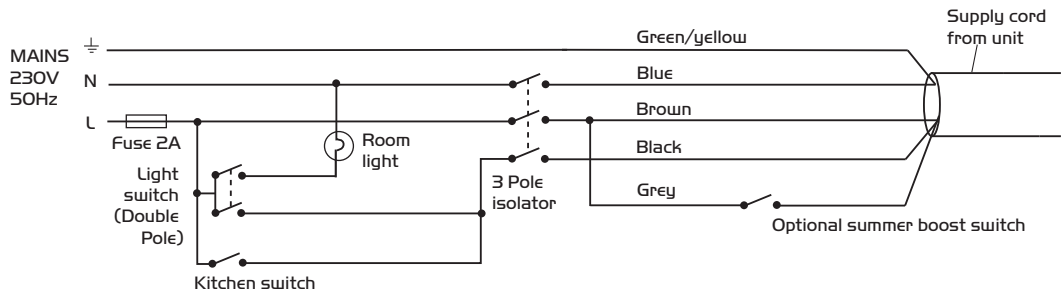 Supply cord
from unit
MAINS
230V
50Hz
Green/yellow
N
Blue
L
Brown
Fuse 2A
Room
light
Black
Light
switch
(Double
Pole)
3 Pole
isolator
Grey
Optional summer boost switch
Kitchen switch